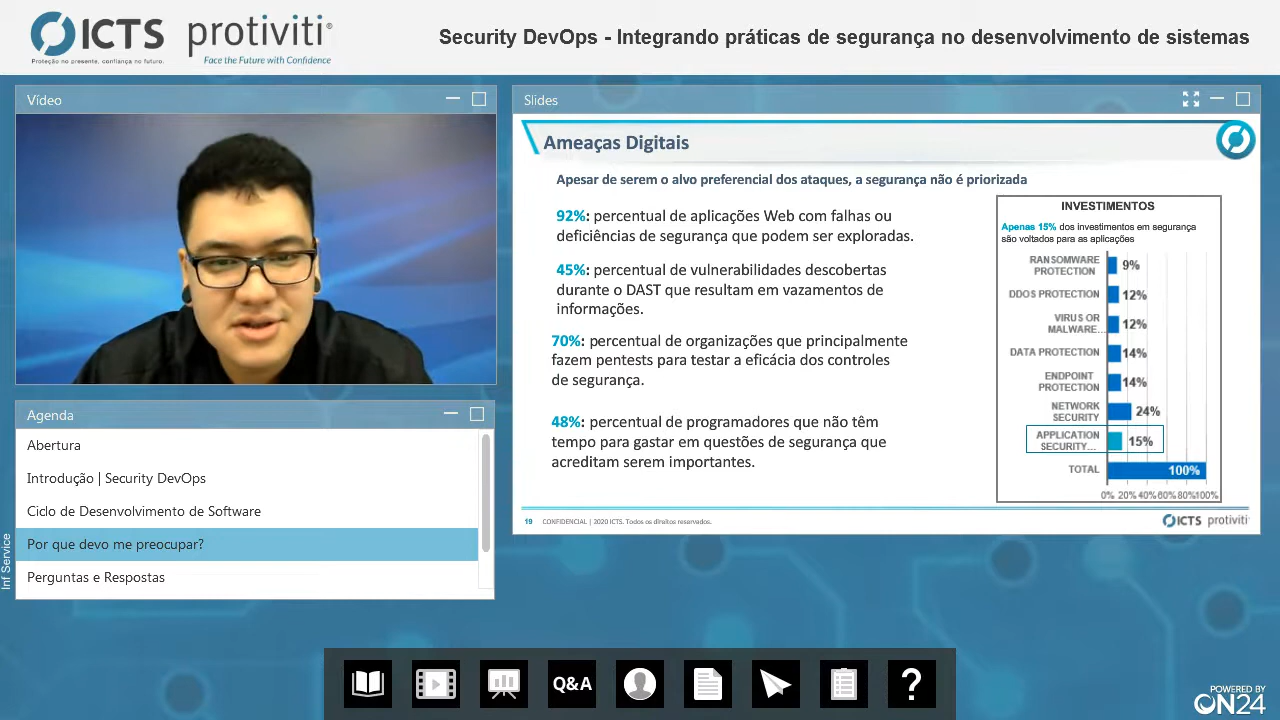 ICTS
Proteção no presente, confiança no futuro.
protiviti®
Face the Future with Confidence
Security DevOps - Integrando práticas de segurança no desenvolvimento de sistemas
Vídeo
Slides
Ameaças Digitais
Apesar de serem o alvo preferencial dos ataques, a segurança não é priorizada
92%: percentual de aplicações Web com falhas ou
deficiências de segurança que podem ser exploradas.
45%: percentual de vulnerabilidades descobertas
durante o DAST que resultam em vazamentos de
informações.
70%: percentual de organizações que principalmente
fazem pentests para testar a eficácia dos controles
de segurança.
48%: percentual de programadores que não têm
tempo para gastar em questões de segurança que
acreditam serem importantes.
INVESTIMENTOS
Apenas 15% dos investimentos em segurança
são voltados para as aplicações
RANSOMWARE
PROTECTION
9%
DDOS PROTECTION
12%
VIRUS OR
MALWARE...
12%
DATA PROTECTION
14%
ENDPOINT
PROTECTION
14%
NETWORK
SECURITY
24%
APPLICATION
SECURITY...
15%
TOTAL
100%
0% 20% 40% 60% 80% 100%
19 CONFIDENCIAL | 2020 ICTS. Todos os direitos reservados.
ICTS protiviti
Agenda
Abertura
Introdução | Security DevOps
Ciclo de Desenvolvimento de Software
Por que devo me preocupar?
Perguntas e Respostas
Inf Service
Q&A
?
POWERED BY
ON24